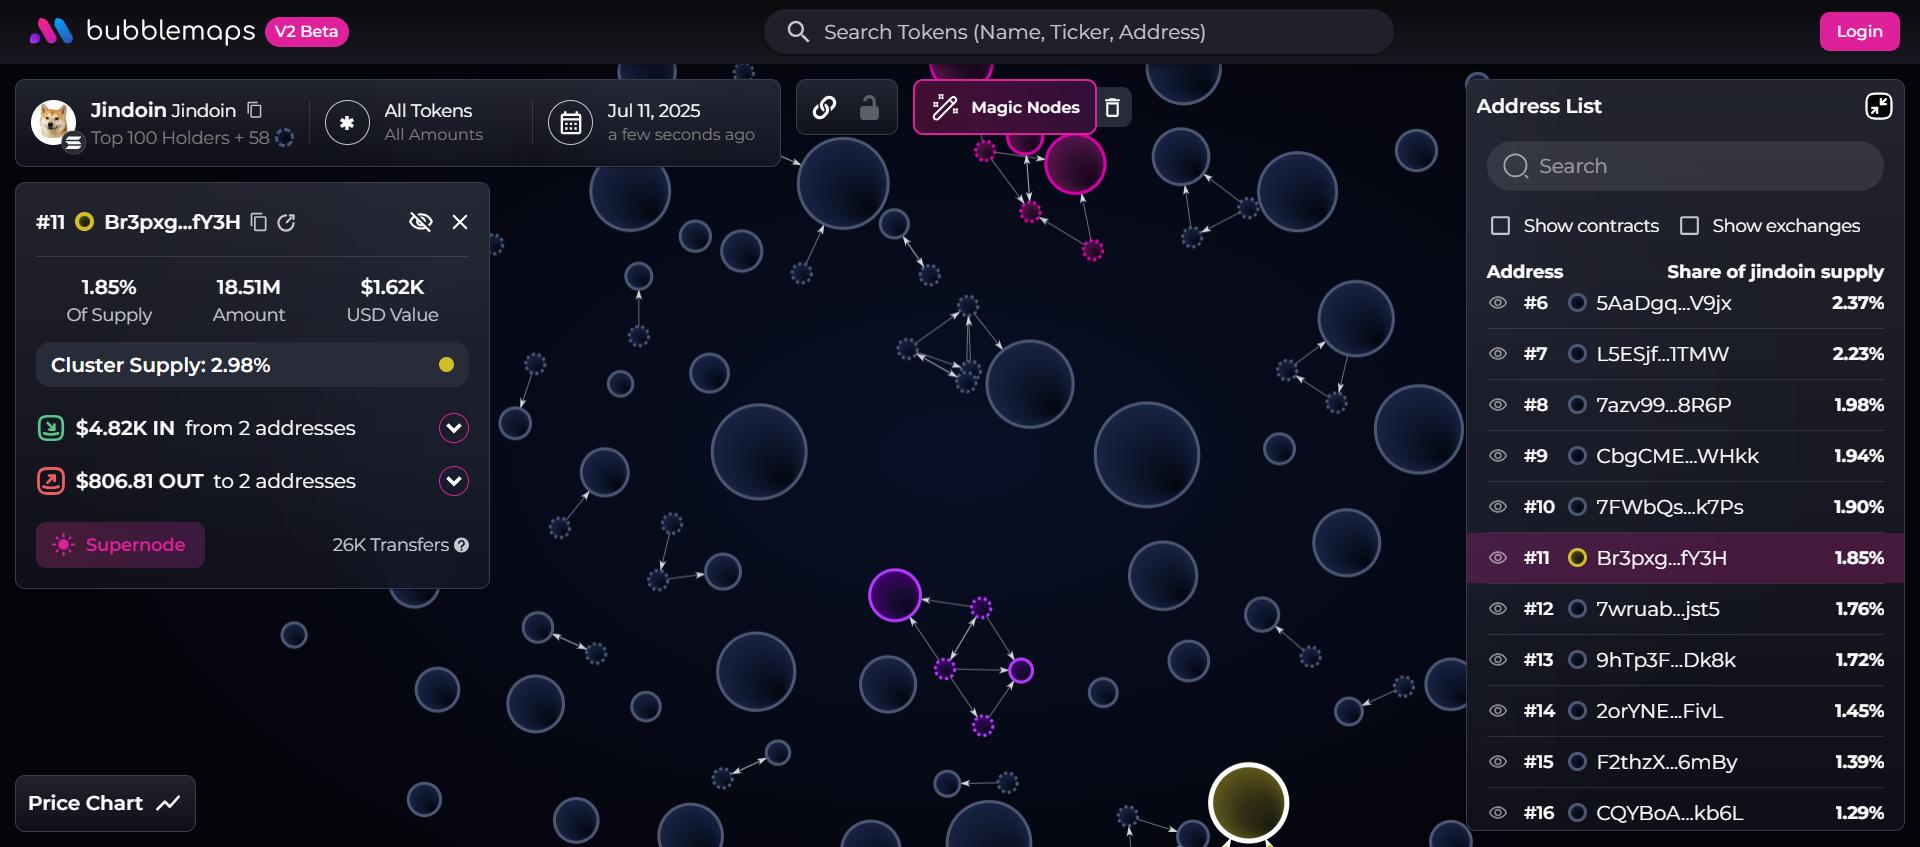 bubblemaps V2 Beta
Search Tokens (Name, Ticker, Address)
Login
Jindoin Jindoin
Top 100 Holders + 58
All Tokens
All Amounts
Jul 11, 2025
a few seconds ago
Magic Nodes
#11 Br3pxg...fY3H
1.85% 18.51M $1.62K
Of Supply Amount USD Value
Cluster Supply: 2.98%
$4.82K IN from 2 addresses
$806.81 OUT to 2 addresses
Supernode 26K Transfers ?
Price Chart
Address List
Search
Show contracts Show exchanges
Address Share of jindoin supply
#6 5AaDgq...V9jx 2.37%
#7 L5ESjf...1TMW 2.23%
#8 7azv99...8R6P 1.98%
#9 CbgCME...WHkk 1.94%
#10 7FWbQs...k7Ps 1.90%
#11 Br3pxg...fY3H 1.85%
#12 7wruab...jst5 1.76%
#13 9hTp3F...Dk8k 1.72%
#14 2orYNE...FivL 1.45%
#15 F2thzX...6mBy 1.39%
#16 CQYBoA...kb6L 1.29%